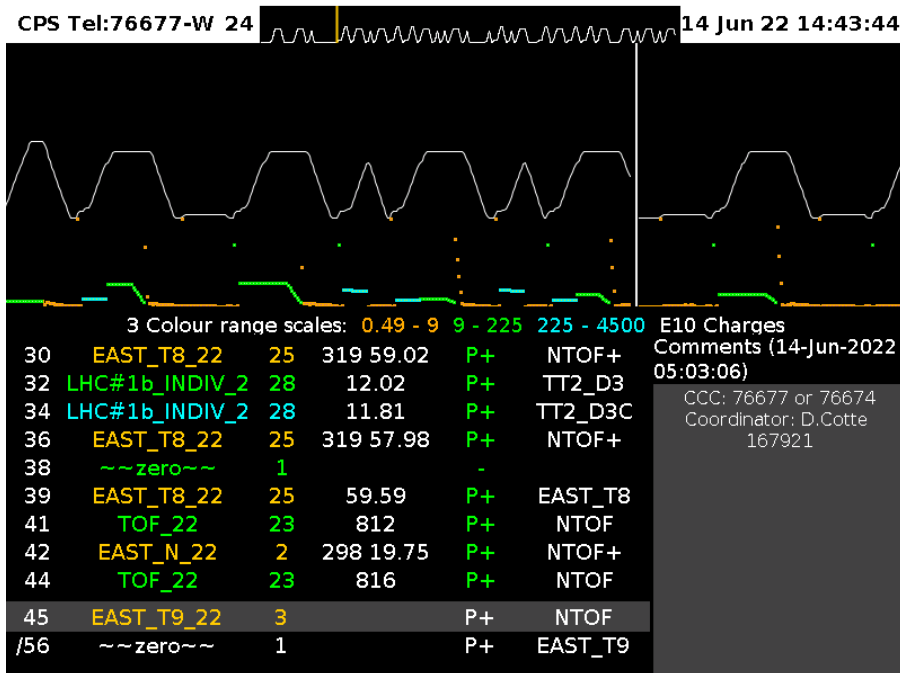 CPS Tel:76677-W 24 14 Jun 22 14:43:44
3 Colour range scales: 0.49 - 9 9 - 225 225 - 4500 E10 Charges
30 EAST_T8_22 25 319 59.02 P+ NTOF+
32 LHC#1b_INDIV_2 28 12.02 P+ TT2_D3
34 LHC#1b_INDIV_2 28 11.81 P+ TT2_D3C
36 EAST_T8_22 25 319 57.98 P+ NTOF+
38 ~~zero~~ 1 -
39 EAST_T8_22 25 59.59 P+ EAST_T8
41 TOF_22 23 812 P+ NTOF
42 EAST_N_22 2 298 19.75 P+ NTOF+
44 TOF_22 23 816 P+ NTOF
45 EAST_T9_22 3 P+ NTOF
/56 ~~zero~~ 1 P+ EAST_T9
Comments (14-Jun-2022
05:03:06)
CCC: 76677 or 76674
Coordinator: D.Cotte
167921